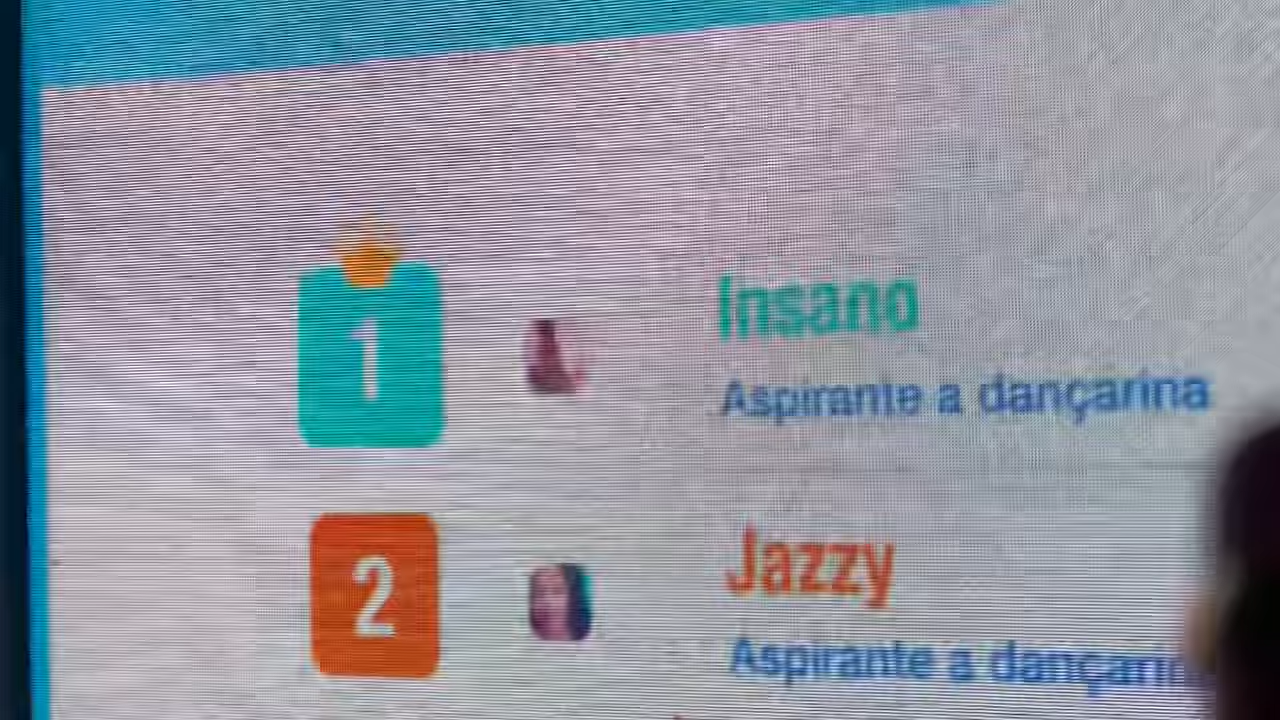 1
Insano
Aspirante a dançarina
2
Jazzy
Aspirante a dançarin